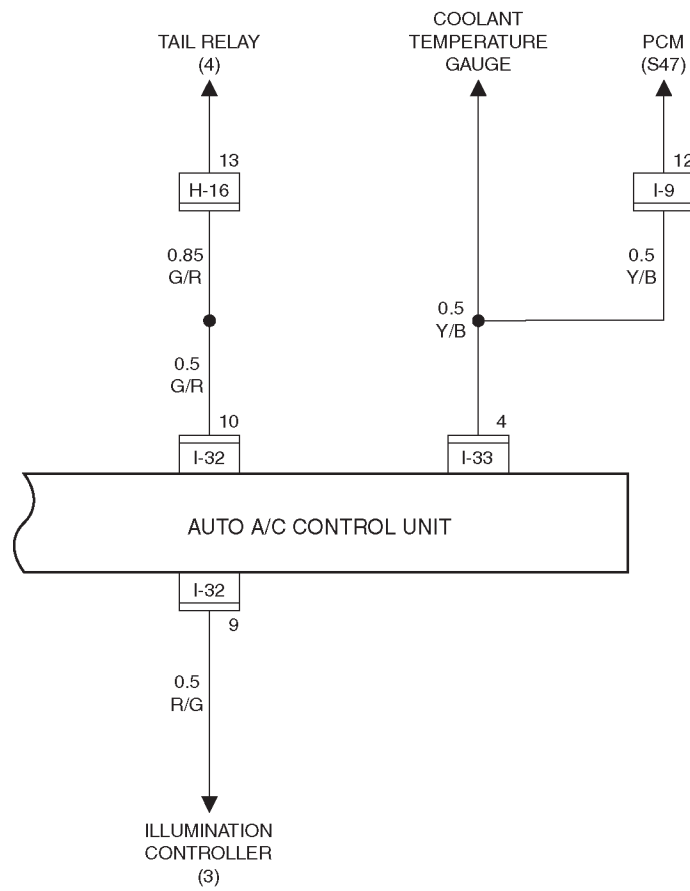 TAIL RELAY
(4)
COOLANT
TEMPERATURE
GAUGE
PCM
(S47)
13
H-16
12
I-9
0.85
G/R
0.5
Y/B
0.5
Y/B
0.5
G/R
10
I-32
4
I-33
AUTO A/C CONTROL UNIT
I-32
9
0.5
R/G
ILLUMINATION
CONTROLLER
(3)